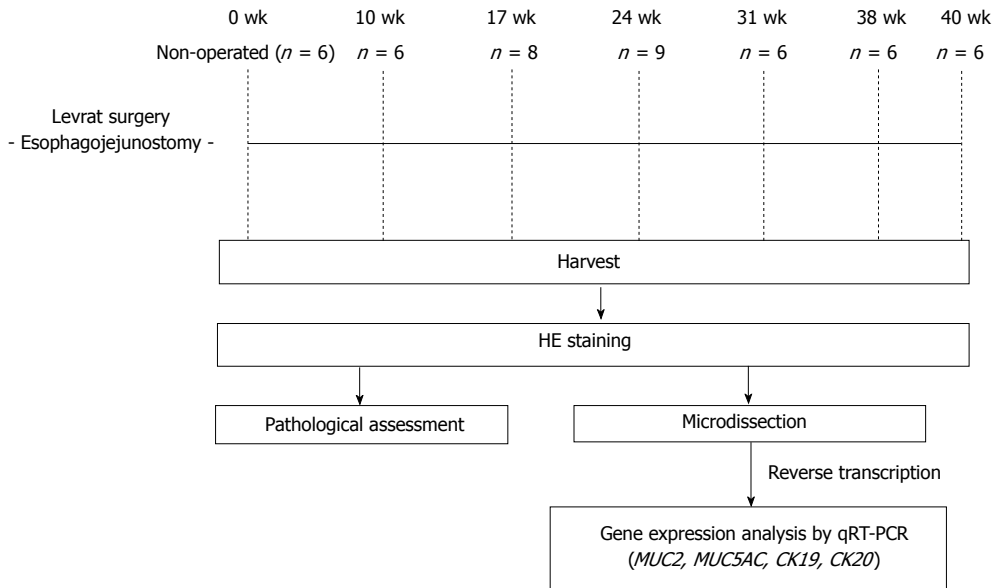 0 wk 10 wk 17 wk 24 wk 31 wk 38 wk 40 wk
Non-operated (n = 6) n = 6 n = 8 n = 9 n = 6 n = 6 n = 6
Levrat surgery
- Esophagojejunostomy -
Harvest
HE staining
Pathological assessment Microdissection
Reverse transcription
Gene expression analysis by qRT-PCR
(MUC2, MUC5AC, CK19, CK20)